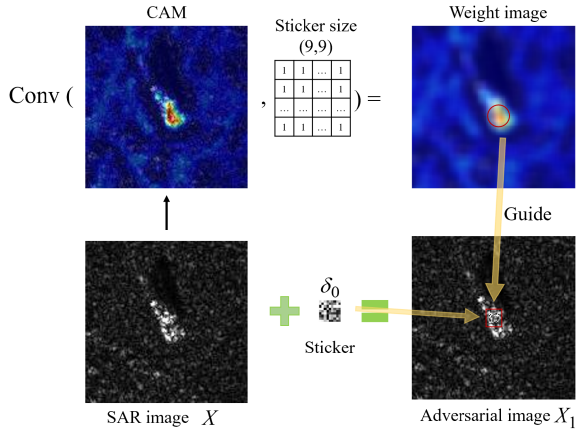 CAM
Sticker size
(9,9)
Weight image
Conv (
1 1 ... 1
1 1 ... 1
... ... ... ...
1 1 ... 1
, ) =
Guide
δ₀
Sticker
SAR image X
Adversarial image X₁